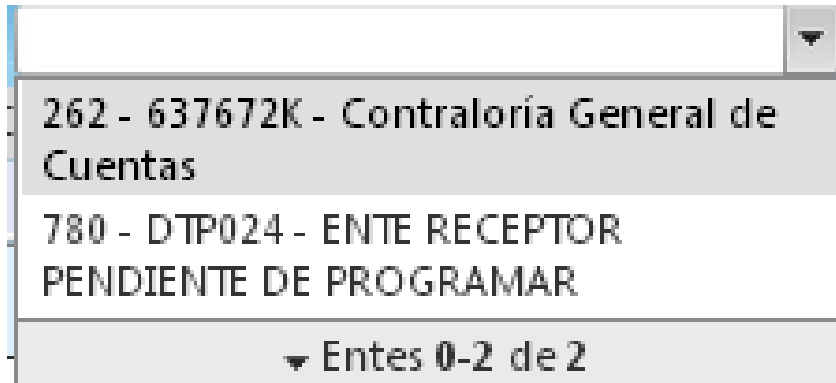 262 - 637672K - Contraloría General de
Cuentas
780 - DTP024 - ENTE RECEPTOR
PENDIENTE DE PROGRAMAR
Entes 0-2 de 2